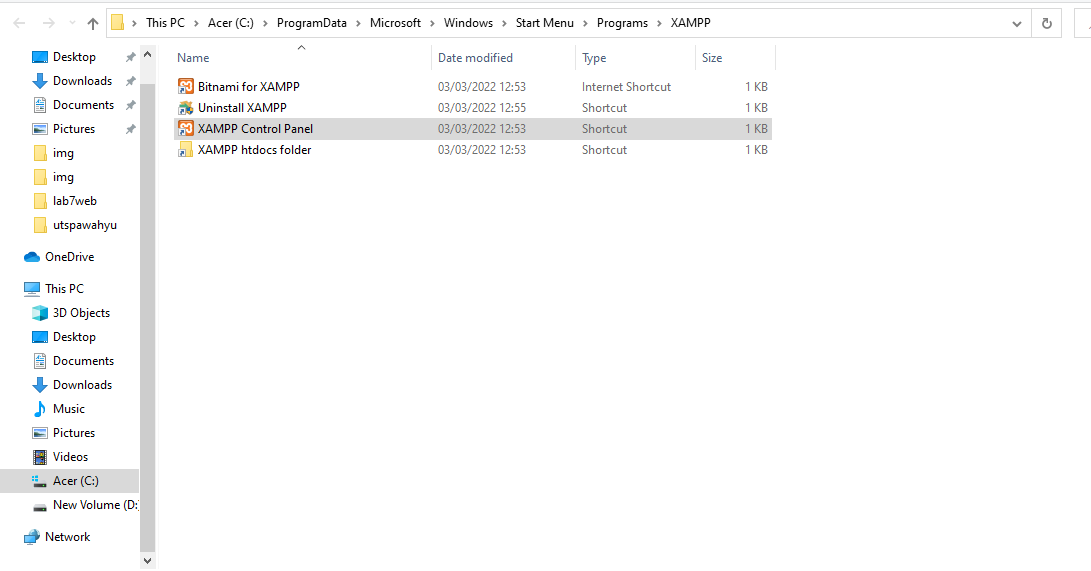 This PC > Acer (C:) > ProgramData > Microsoft > Windows > Start Menu > Programs > XAMPP
Desktop
Downloads
Documents
Pictures
img
img
lab7web
utspawahyu
OneDrive
This PC
3D Objects
Desktop
Documents
Downloads
Music
Pictures
Videos
Acer (C:)
New Volume (D:
Network
Name Date modified Type Size
Bitnami for XAMPP 03/03/2022 12:53 Internet Shortcut 1 KB
Uninstall XAMPP 03/03/2022 12:55 Shortcut 1 KB
XAMPP Control Panel 03/03/2022 12:53 Shortcut 1 KB
XAMPP htdocs folder 03/03/2022 12:53 Shortcut 1 KB